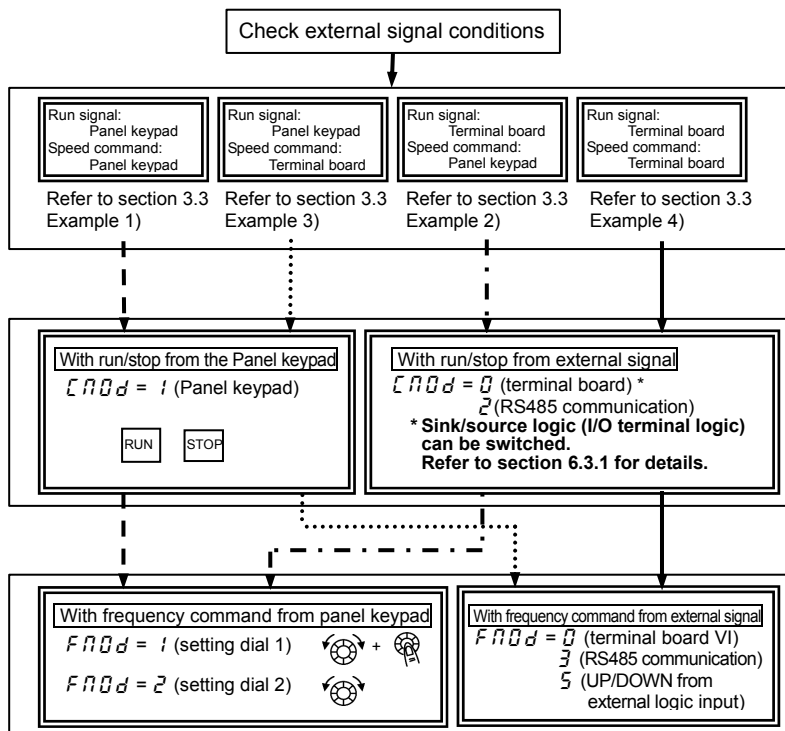 Check external signal conditions
Run signal:
Panel keypad
Speed command:
Panel keypad
Refer to section 3.3
Example 1)
Run signal:
Panel keypad
Speed command:
Terminal board
Refer to section 3.3
Example 3)
Run signal:
Terminal board
Speed command:
Panel keypad
Refer to section 3.3
Example 2)
Run signal:
Terminal board
Speed command:
Terminal board
Refer to section 3.3
Example 4)
With run/stop from the Panel keypad
CMOd = 1 (Panel keypad)
RUN STOP
With run/stop from external signal
CMOd = 0 (terminal board) *
2 (RS485 communication)
* Sink/source logic (I/O terminal logic)
can be switched.
Refer to section 6.3.1 for details.
With frequency command from panel keypad
FMOd = 1 (setting dial 1) +
FMOd = 2 (setting dial 2)
With frequency command from external signal
FMOd = 0 (terminal board VI)
3 (RS485 communication)
5 (UP/DOWN from
external logic input)